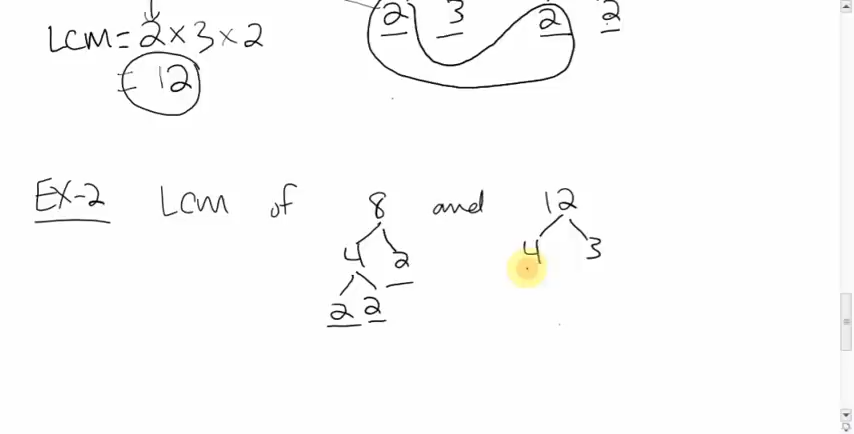 2 3 2 2
LCM = 2 × 3 × 2
= 12
EX-2 LCM of 8 and 12
4 2 4 3
2 2